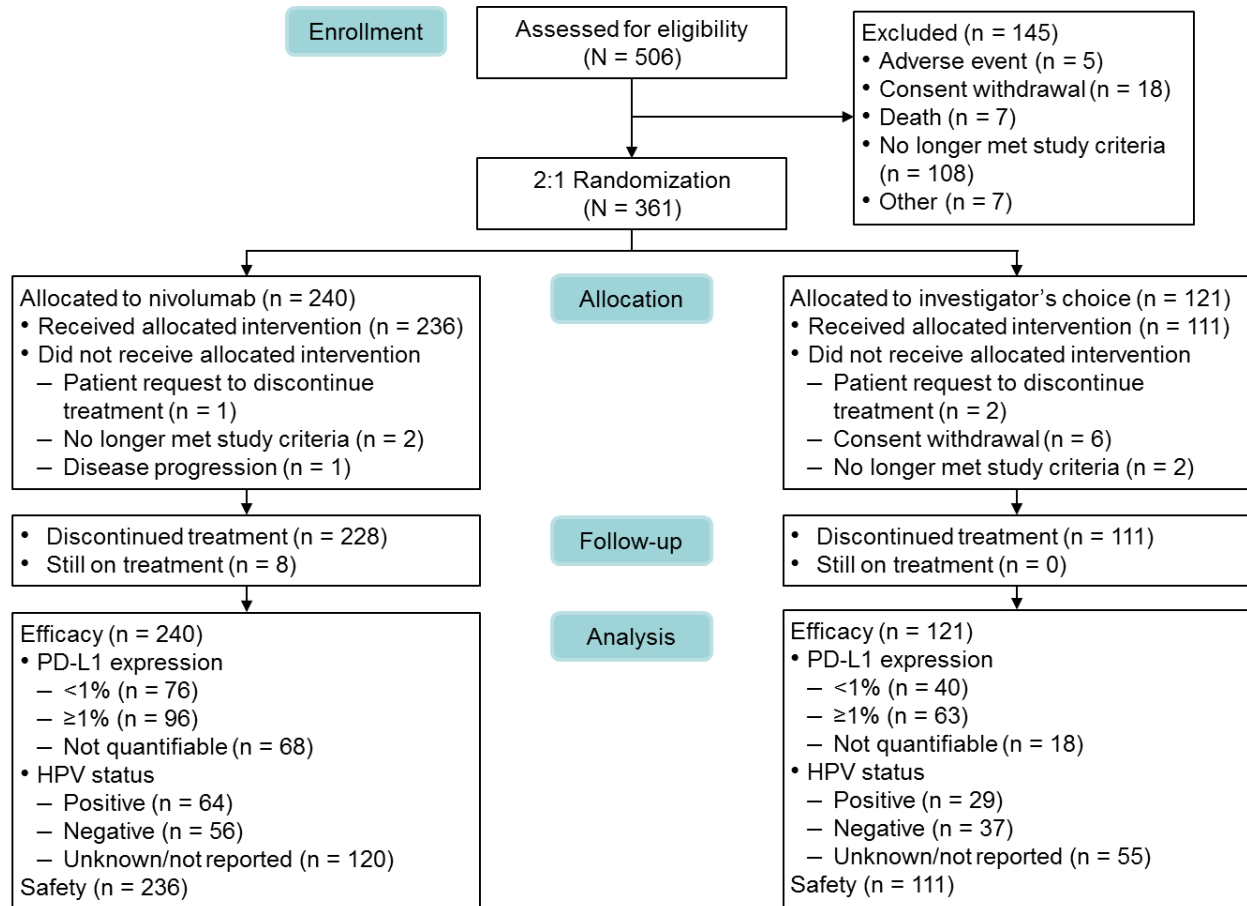 Enrollment
Assessed for eligibility
(N = 506)
Excluded (n = 145)
• Adverse event (n = 5)
• Consent withdrawal (n = 18)
• Death (n = 7)
• No longer met study criteria
(n = 108)
• Other (n = 7)
2:1 Randomization
(N = 361)
Allocated to nivolumab (n = 240)
• Received allocated intervention (n = 236)
• Did not receive allocated intervention
– Patient request to discontinue
treatment (n = 1)
– No longer met study criteria (n = 2)
– Disease progression (n = 1)
Allocation
Allocated to investigator's choice (n = 121)
• Received allocated intervention (n = 111)
• Did not receive allocated intervention
– Patient request to discontinue
treatment (n = 2)
– Consent withdrawal (n = 6)
– No longer met study criteria (n = 2)
• Discontinued treatment (n = 228)
• Still on treatment (n = 8)
Follow-up
• Discontinued treatment (n = 111)
• Still on treatment (n = 0)
Efficacy (n = 240)
• PD-L1 expression
– <1% (n = 76)
– ≥1% (n = 96)
– Not quantifiable (n = 68)
• HPV status
– Positive (n = 64)
– Negative (n = 56)
– Unknown/not reported (n = 120)
Safety (n = 236)
Analysis
Efficacy (n = 121)
• PD-L1 expression
– <1% (n = 40)
– ≥1% (n = 63)
– Not quantifiable (n = 18)
• HPV status
– Positive (n = 29)
– Negative (n = 37)
– Unknown/not reported (n = 55)
Safety (n = 111)